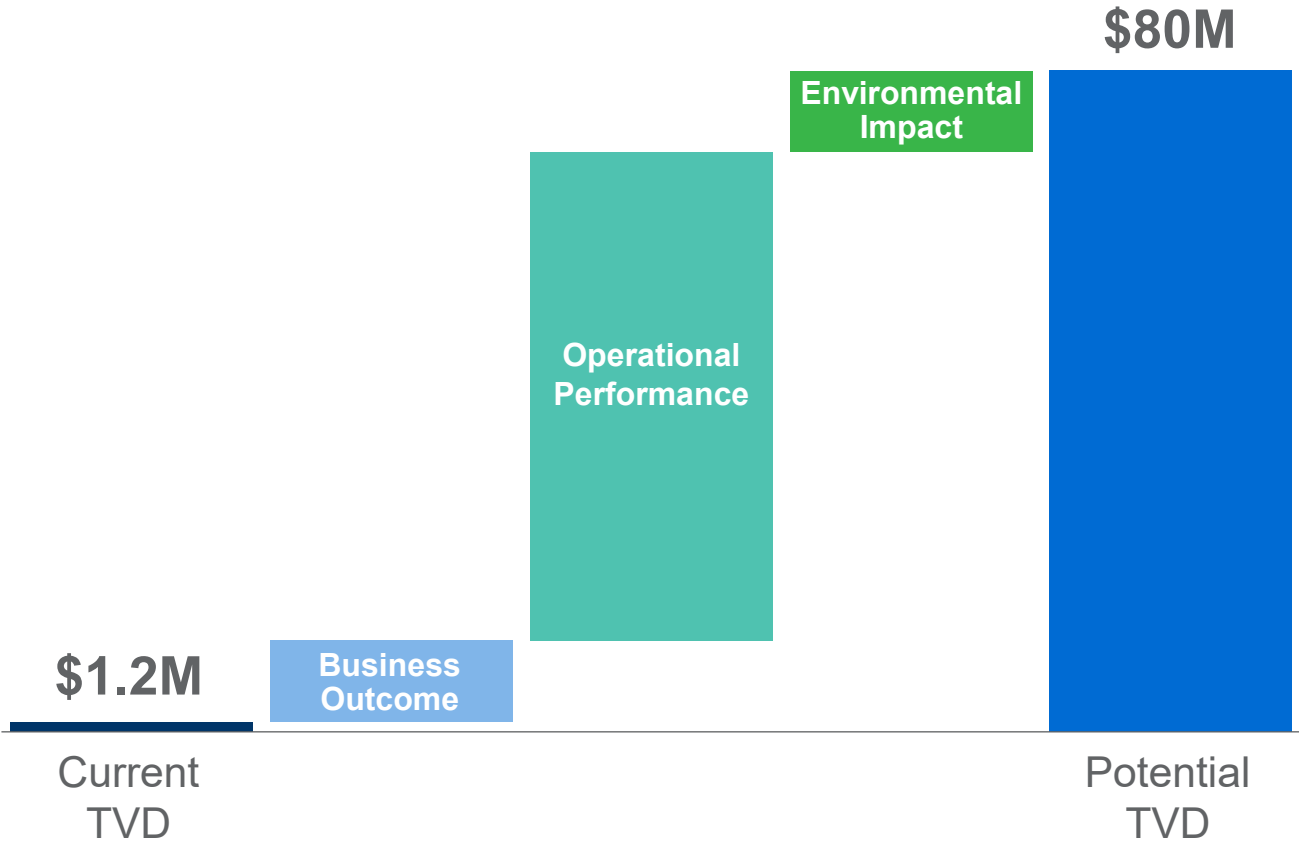 $80M
Environmental
Impact
Operational
Performance
Business
Outcome
$1.2M
Current
TVD
Potential
TVD